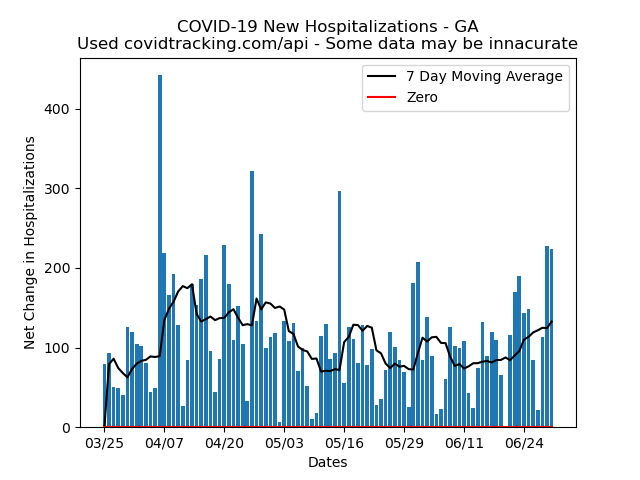 COVID-19 New Hospitalizations - GA
Used covidtracking.com/api - Some data may be innacurate
7 Day Moving Average
Zero
Net Change in Hospitalizations
400
300
200
100
0
03/25 04/07 04/20 05/03 05/16 05/29 06/11 06/24
Dates